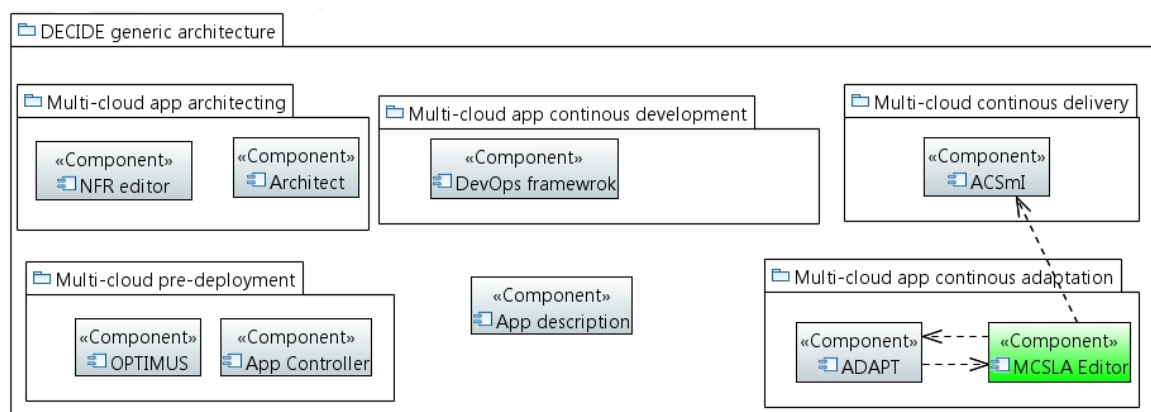 DECIDE generic architecture
Multi-cloud app architecting
«Component»
NFR editor
«Component»
Architect
Multi-cloud app continous development
«Component»
DevOps framewrok
Multi-cloud continous delivery
«Component»
ACSmI
Multi-cloud pre-deployment
«Component»
OPTIMUS
«Component»
App Controller
«Component»
App description
Multi-cloud app continous adaptation
«Component»
ADAPT
«Component»
MCSLA Editor